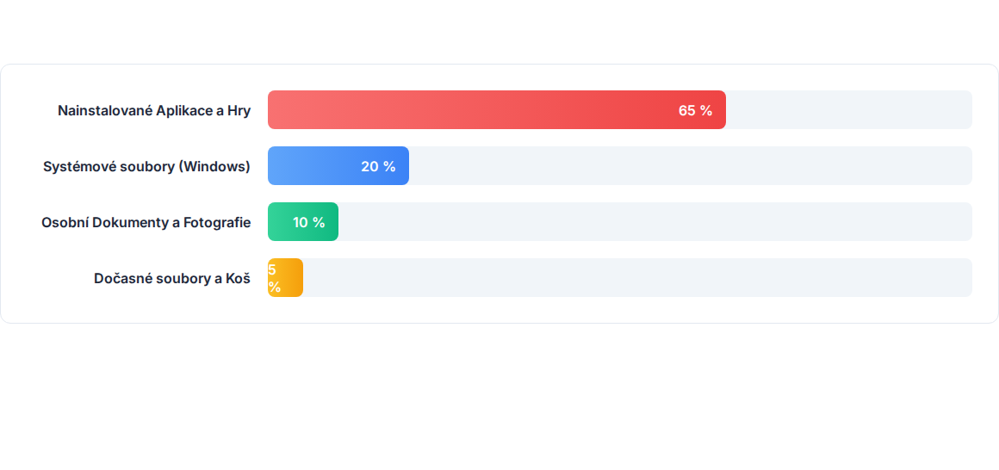 Nainstalované Aplikace a Hry
65 %
Systémové soubory (Windows)
20 %
Osobní Dokumenty a Fotografie
10 %
Dočasné soubory a Koš
5
%